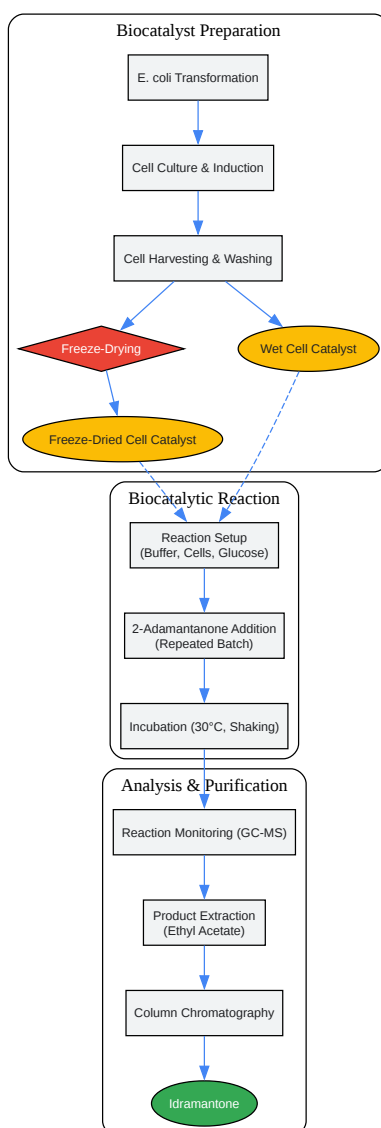 Biocatalyst Preparation
E. coli Transformation
Cell Culture & Induction
Cell Harvesting & Washing
Freeze-Drying
Wet Cell Catalyst
Freeze-Dried Cell Catalyst
Biocatalytic Reaction
Reaction Setup
(Buffer, Cells, Glucose)
2-Adamantanone Addition
(Repeated Batch)
Incubation (30°C, Shaking)
Analysis & Purification
Reaction Monitoring (GC-MS)
Product Extraction
(Ethyl Acetate)
Column Chromatography
Idramantone